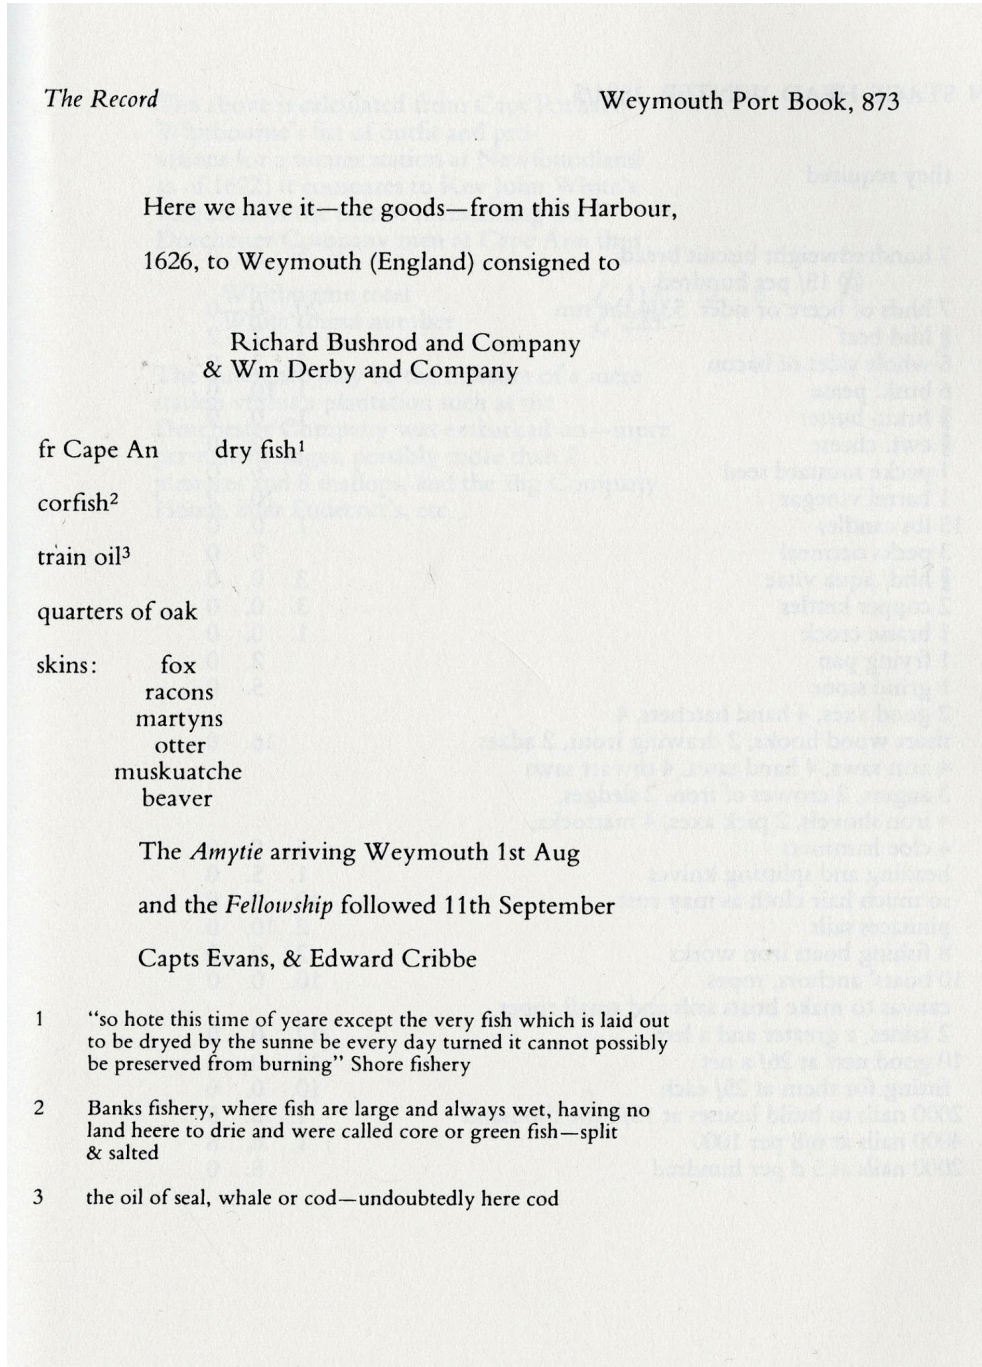 The Record Weymouth Port Book, 873
Here we have it—the goods—from this Harbour,
1626, to Weymouth (England) consigned to
Richard Bushrod and Company
& Wm Derby and Company
fr Cape An dry fish¹
corfish²
train oil³
quarters of oak
skins: fox
racons
martyns
otter
muskuatche
beaver
The Amytie arriving Weymouth 1st Aug
and the Fellowship followed 11th September
Capts Evans, & Edward Cribbe
1 “so hote this time of yeare except the very fish which is laid out
to be dryed by the sunne be every day turned it cannot possibly
be preserved from burning” Shore fishery
2 Banks fishery, where fish are large and always wet, having no
land heere to drie and were called core or green fish—split
& salted
3 the oil of seal, whale or cod—undoubtedly here cod